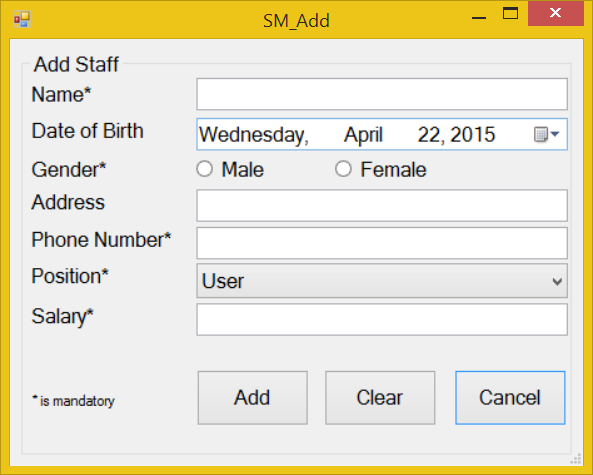 SM_Add
Add Staff
Name*
Date of Birth Wednesday, April 22, 2015
Gender* Male Female
Address
Phone Number*
Position* User
Salary*
* is mandatory Add Clear Cancel